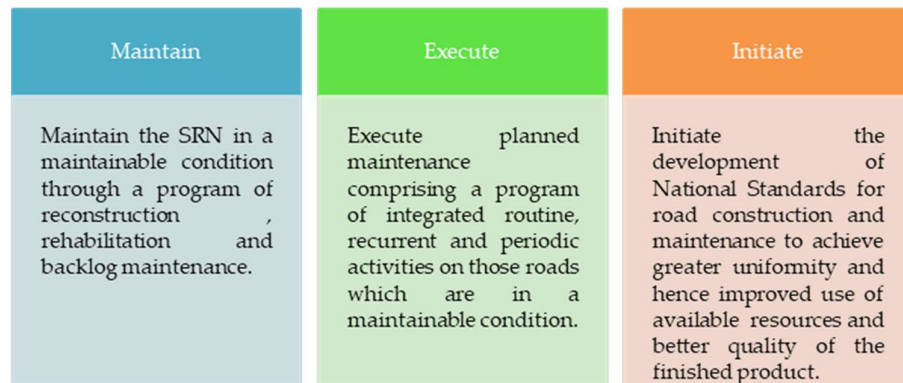 Maintain
Maintain the SRN in a
maintainable condition
through a program of
reconstruction ,
rehabilitation and
backlog maintenance.
Execute
Execute planned
maintenance
comprising a program
of integrated routine,
recurrent and periodic
activities on those roads
which are in a
maintainable condition.
Initiate
Initiate the
development of
National Standards for
road construction and
maintenance to achieve
greater uniformity and
hence improved use of
available resources and
better quality of the
finished product.